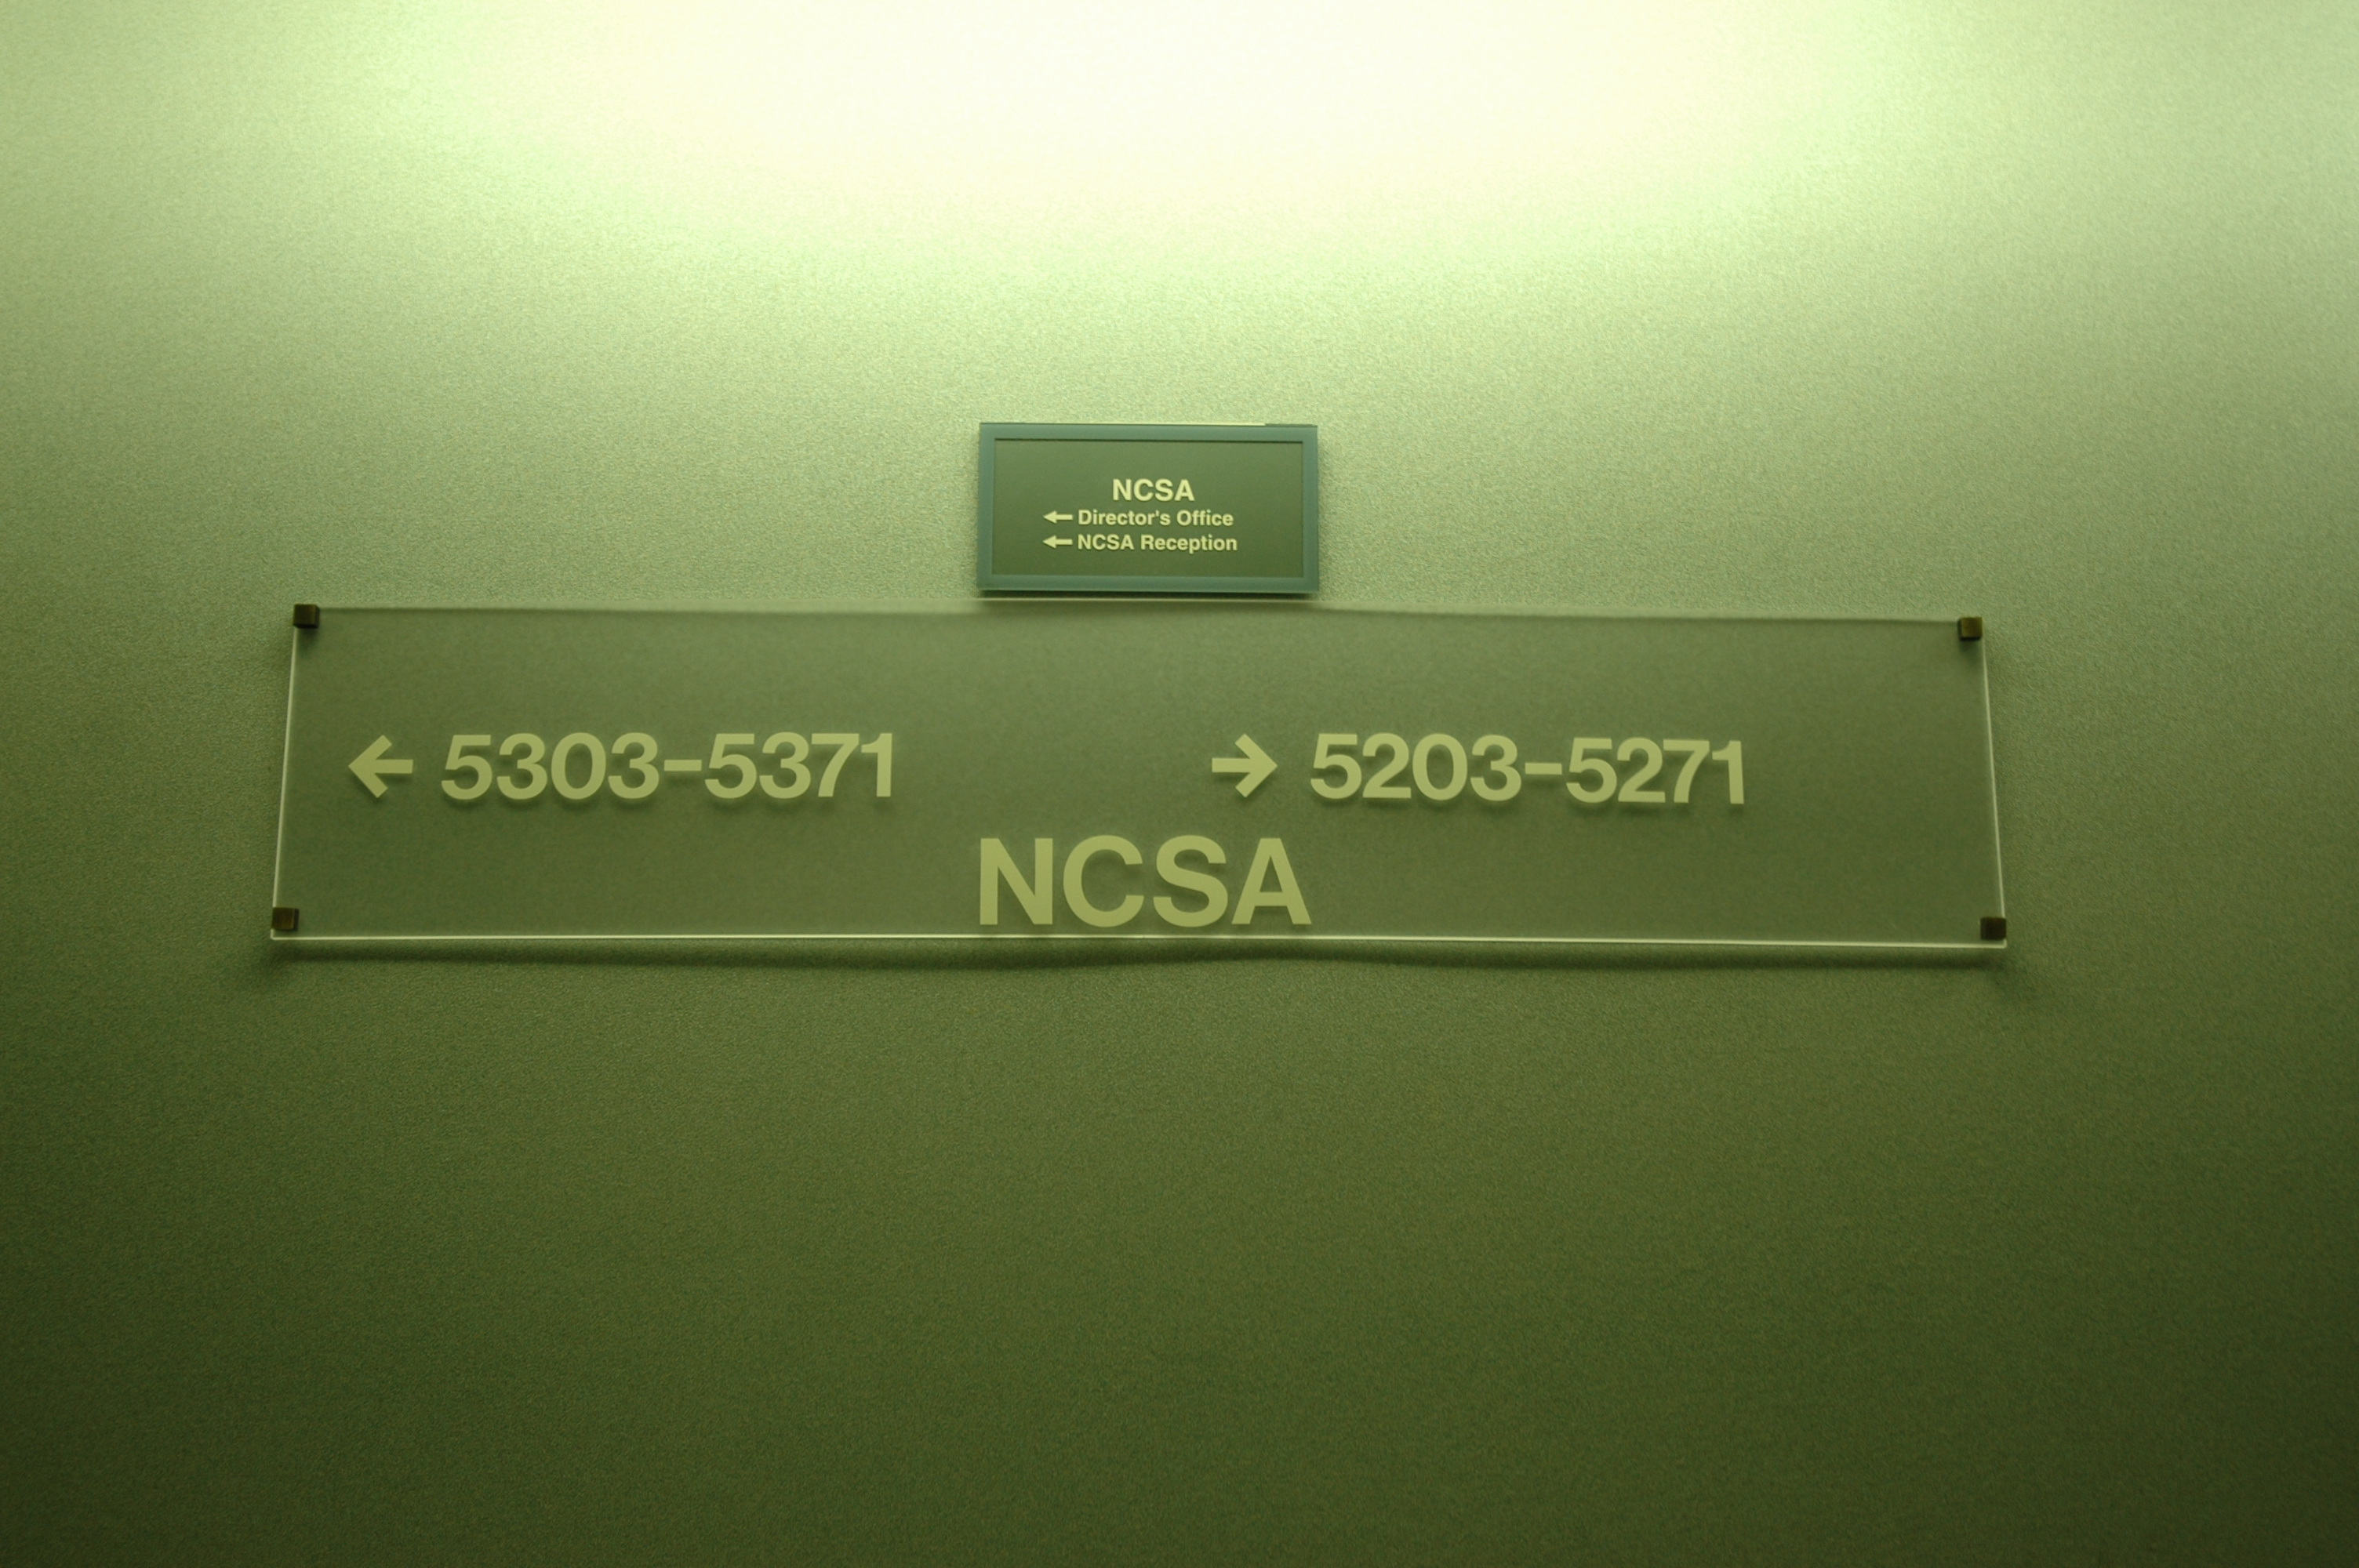 NCSA
← Director's Office
← NCSA Reception
← 5303-5371 → 5203-5271
NCSA